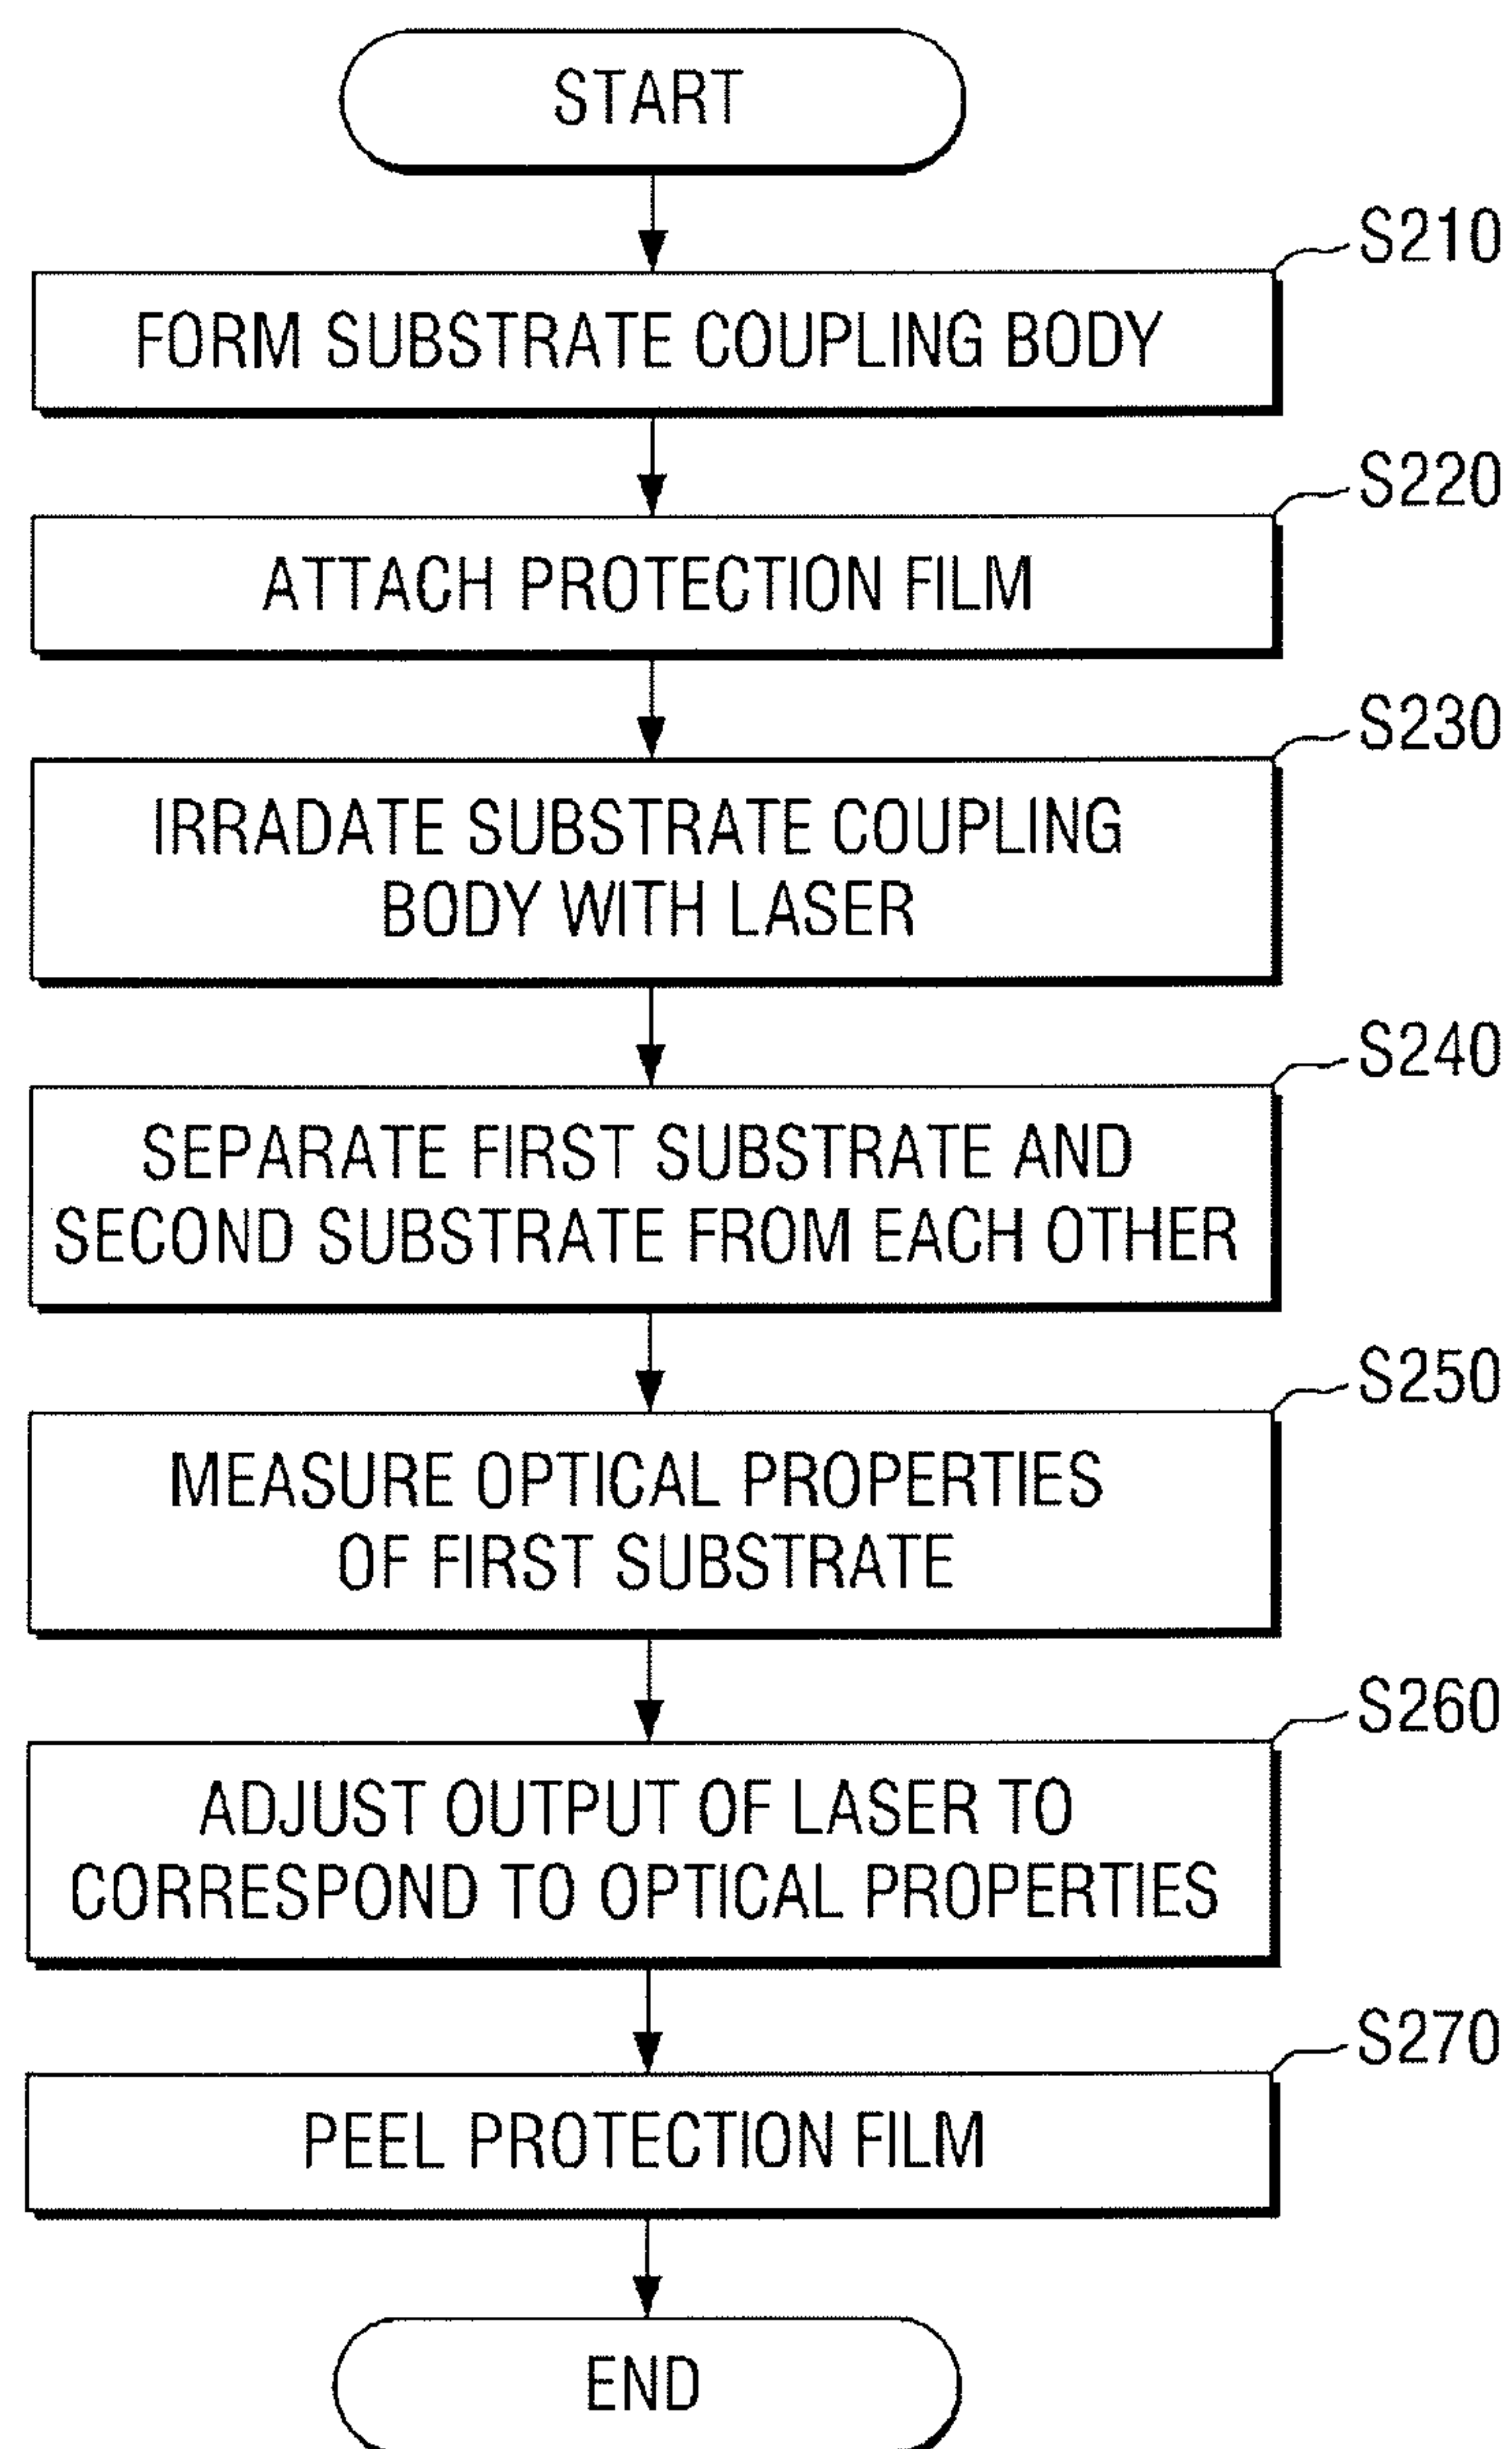 START
S210
FORM SUBSTRATE COUPLING BODY
S220
ATTACH PROTECTION FILM
S230
IRRADATE SUBSTRATE COUPLING
BODY WITH LASER
S240
SEPARATE FIRST SUBSTRATE AND
SECOND SUBSTRATE FROM EACH OTHER
S250
MEASURE OPTICAL PROPERTIES
OF FIRST SUBSTRATE
S260
ADJUST OUTPUT OF LASER TO
CORRESPOND TO OPTICAL PROPERTIES
S270
PEEL PROTECTION FILM
END